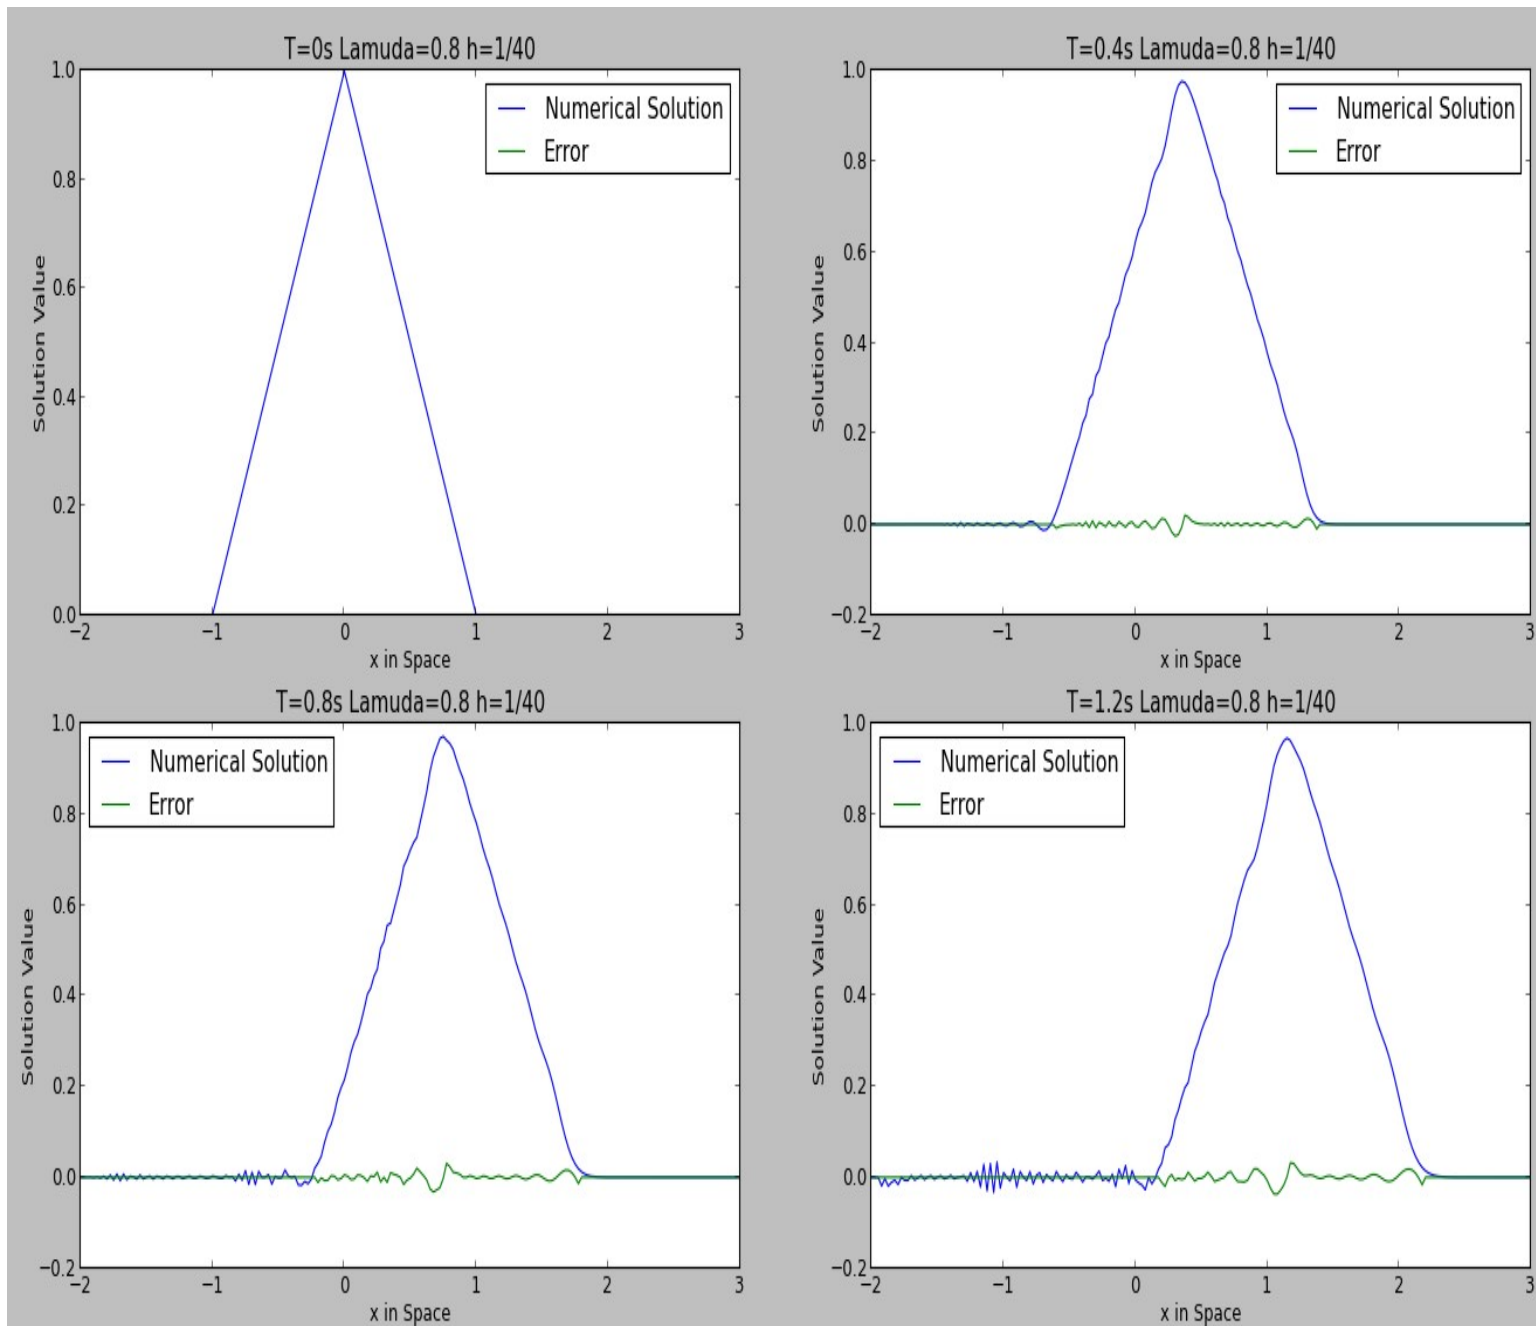 T=0s Lamuda=0.8 h=1/40
1.0
0.8
0.6
0.4
0.2
0.0
Solution Value
Numerical Solution
Error
−2
−1
0
1
2
3
x in Space
T=0.4s Lamuda=0.8 h=1/40
1.0
0.8
0.6
0.4
0.2
0.0
−0.2
Solution Value
Numerical Solution
Error
−2
−1
0
1
2
3
x in Space
T=0.8s Lamuda=0.8 h=1/40
1.0
0.8
0.6
0.4
0.2
0.0
−0.2
Solution Value
Numerical Solution
Error
−2
−1
0
1
2
3
x in Space
T=1.2s Lamuda=0.8 h=1/40
1.0
0.8
0.6
0.4
0.2
0.0
−0.2
Solution Value
Numerical Solution
Error
−2
−1
0
1
2
3
x in Space